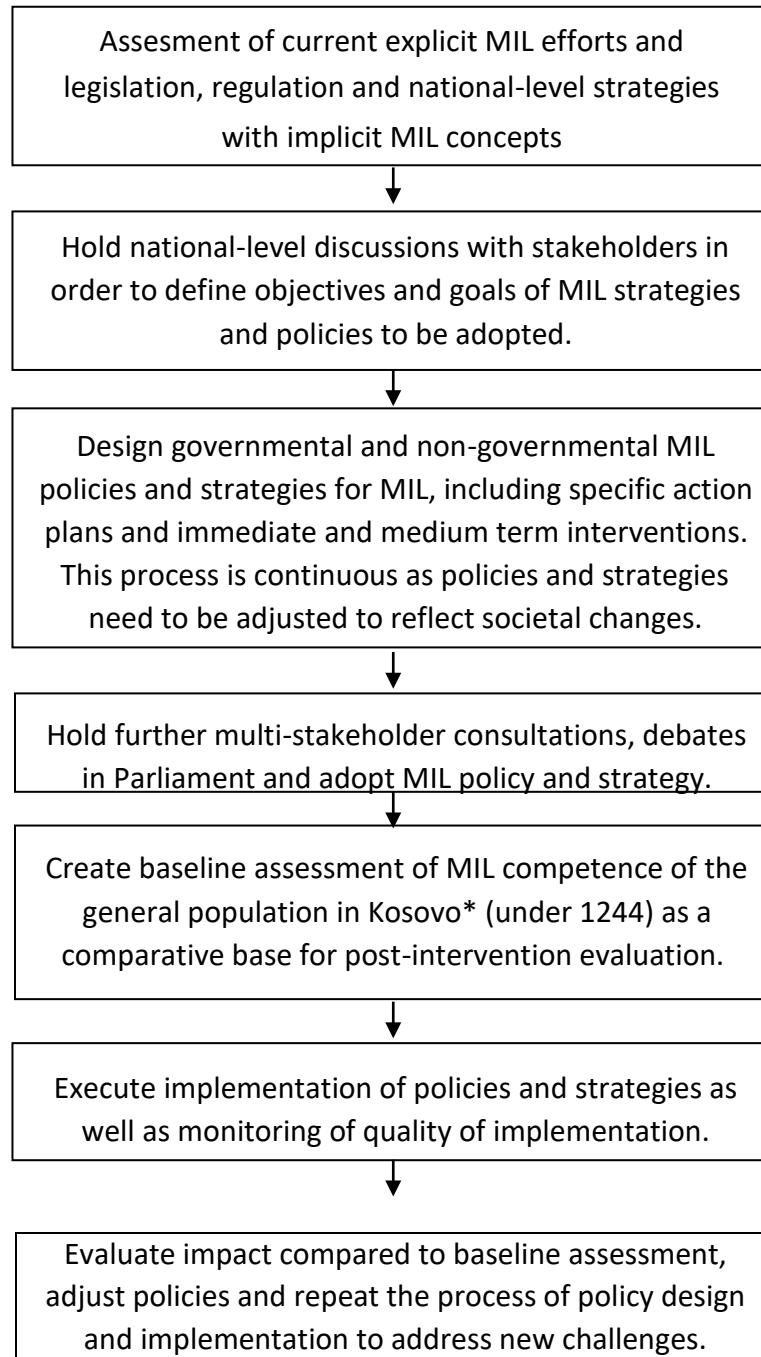 Assesment of current explicit MIL efforts and
legislation, regulation and national-level strategies
with implicit MIL concepts
Hold national-level discussions with stakeholders in
order to define objectives and goals of MIL strategies
and policies to be adopted.
Design governmental and non-governmental MIL
policies and strategies for MIL, including specific action
plans and immediate and medium term interventions.
This process is continuous as policies and strategies
need to be adjusted to reflect societal changes.
Hold further multi-stakeholder consultations, debates
in Parliament and adopt MIL policy and strategy.
Create baseline assessment of MIL competence of the
general population in Kosovo* (under 1244) as a
comparative base for post-intervention evaluation.
Execute implementation of policies and strategies as
well as monitoring of quality of implementation.
Evaluate impact compared to baseline assessment,
adjust policies and repeat the process of policy design
and implementation to address new challenges.